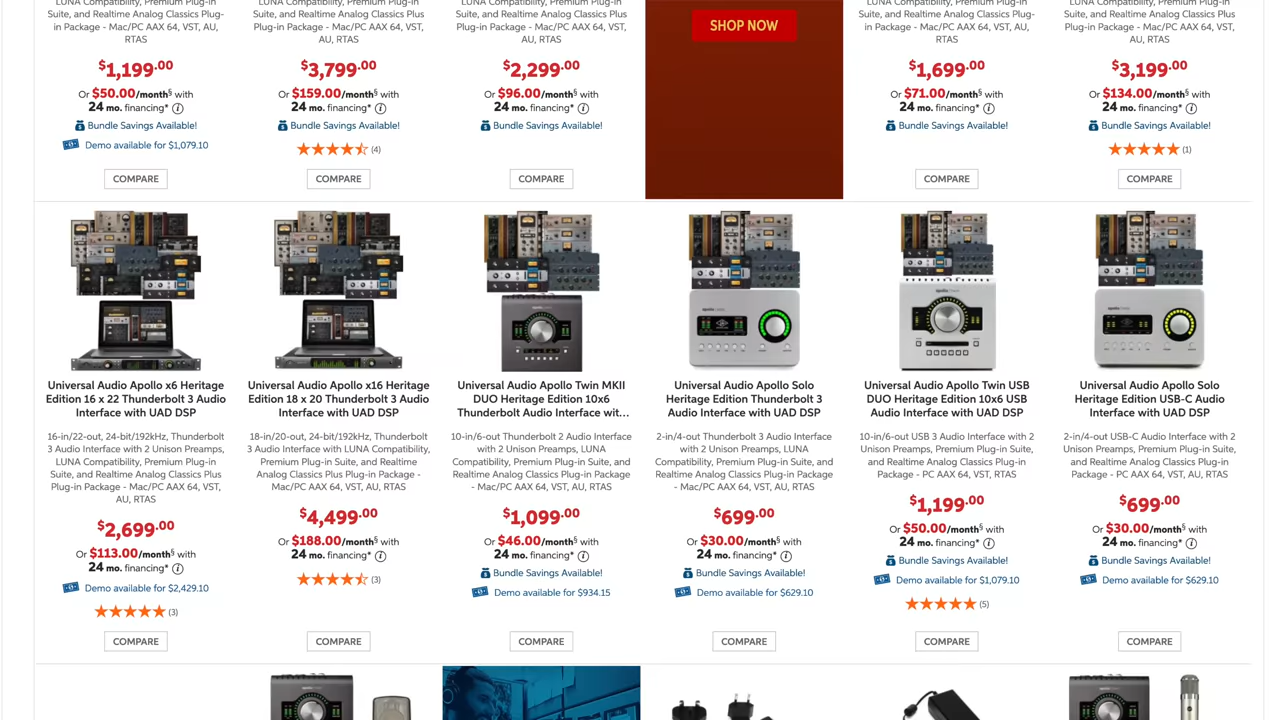 LUNA Compatibility, Premium Plug-in
Suite, and Realtime Analog Classics Plug-
in Package - Mac/PC AAX 64, VST, AU,
RTAS
$1,199.00
Or $50.00/month§ with
24 mo. financing* i
Bundle Savings Available!
Demo available for $1,079.10
COMPARE
LUNA Compatibility, Premium Plug-in
Suite, and Realtime Analog Classics Plus
Plug-in Package - Mac/PC AAX 64, VST,
AU, RTAS
$3,799.00
Or $159.00/month§ with
24 mo. financing* i
Bundle Savings Available!
(4)
COMPARE
LUNA Compatibility, Premium Plug-in
Suite, and Realtime Analog Classics Plus
Plug-in Package - Mac/PC AAX 64, VST,
AU, RTAS
$2,299.00
Or $96.00/month§ with
24 mo. financing* i
Bundle Savings Available!
COMPARE
SHOP NOW
LUNA Compatibility, Premium Plug-in
Suite, and Realtime Analog Classics Plug-
in Package - Mac/PC AAX 64, VST, AU,
RTAS
$1,699.00
Or $71.00/month§ with
24 mo. financing* i
Bundle Savings Available!
COMPARE
LUNA Compatibility, Premium Plug-in
Suite, and Realtime Analog Classics Plus
Plug-in Package - Mac/PC AAX 64, VST,
AU, RTAS
$3,199.00
Or $134.00/month§ with
24 mo. financing* i
Bundle Savings Available!
(1)
COMPARE
Universal Audio Apollo x6 Heritage
Edition 16 x 22 Thunderbolt 3 Audio
Interface with UAD DSP
16-in/22-out, 24-bit/192kHz, Thunderbolt
3 Audio Interface with 2 Unison Preamps,
LUNA Compatibility, Premium Plug-in
Suite, and Realtime Analog Classics Plus
Plug-in Package - Mac/PC AAX 64, VST,
AU, RTAS
$2,699.00
Or $113.00/month§ with
24 mo. financing* i
Demo available for $2,429.10
(3)
COMPARE
Universal Audio Apollo x16 Heritage
Edition 18 x 20 Thunderbolt 3 Audio
Interface with UAD DSP
18-in/20-out, 24-bit/192kHz, Thunderbolt
3 Audio Interface with LUNA Compatibility,
Premium Plug-in Suite, and Realtime
Analog Classics Plus Plug-in Package -
Mac/PC AAX 64, VST, AU, RTAS
$4,499.00
Or $188.00/month§ with
24 mo. financing* i
(3)
COMPARE
Universal Audio Apollo Twin MKII
DUO Heritage Edition 10x6
Thunderbolt Audio Interface wit...
10-in/6-out Thunderbolt 2 Audio Interface
with 2 Unison Preamps, LUNA
Compatibility, Premium Plug-in Suite, and
Realtime Analog Classics Plug-in Package
- Mac/PC AAX 64, VST, AU, RTAS
$1,099.00
Or $46.00/month§ with
24 mo. financing* i
Bundle Savings Available!
Demo available for $934.15
COMPARE
Universal Audio Apollo Solo
Heritage Edition Thunderbolt 3
Audio Interface with UAD DSP
2-in/4-out Thunderbolt 3 Audio Interface
with 2 Unison Preamps, LUNA
Compatibility, Premium Plug-in Suite, and
Realtime Analog Classics Plug-in Package
- Mac/PC AAX 64, VST, AU, RTAS
$699.00
Or $30.00/month§ with
24 mo. financing* i
Bundle Savings Available!
Demo available for $629.10
COMPARE
Universal Audio Apollo Twin USB
DUO Heritage Edition 10x6 USB
Audio Interface with UAD DSP
10-in/6-out USB 3 Audio Interface with 2
Unison Preamps, Premium Plug-in Suite,
and Realtime Analog Classics Plug-in
Package - PC AAX 64, VST, RTAS
$1,199.00
Or $50.00/month§ with
24 mo. financing* i
Bundle Savings Available!
Demo available for $1,079.10
(5)
COMPARE
Universal Audio Apollo Solo
Heritage Edition USB-C Audio
Interface with UAD DSP
2-in/4-out USB-C Audio Interface with 2
Unison Preamps, Premium Plug-in Suite,
and Realtime Analog Classics Plug-in
Package - PC AAX 64, VST, RTAS
$699.00
Or $30.00/month§ with
24 mo. financing* i
Bundle Savings Available!
Demo available for $629.10
COMPARE